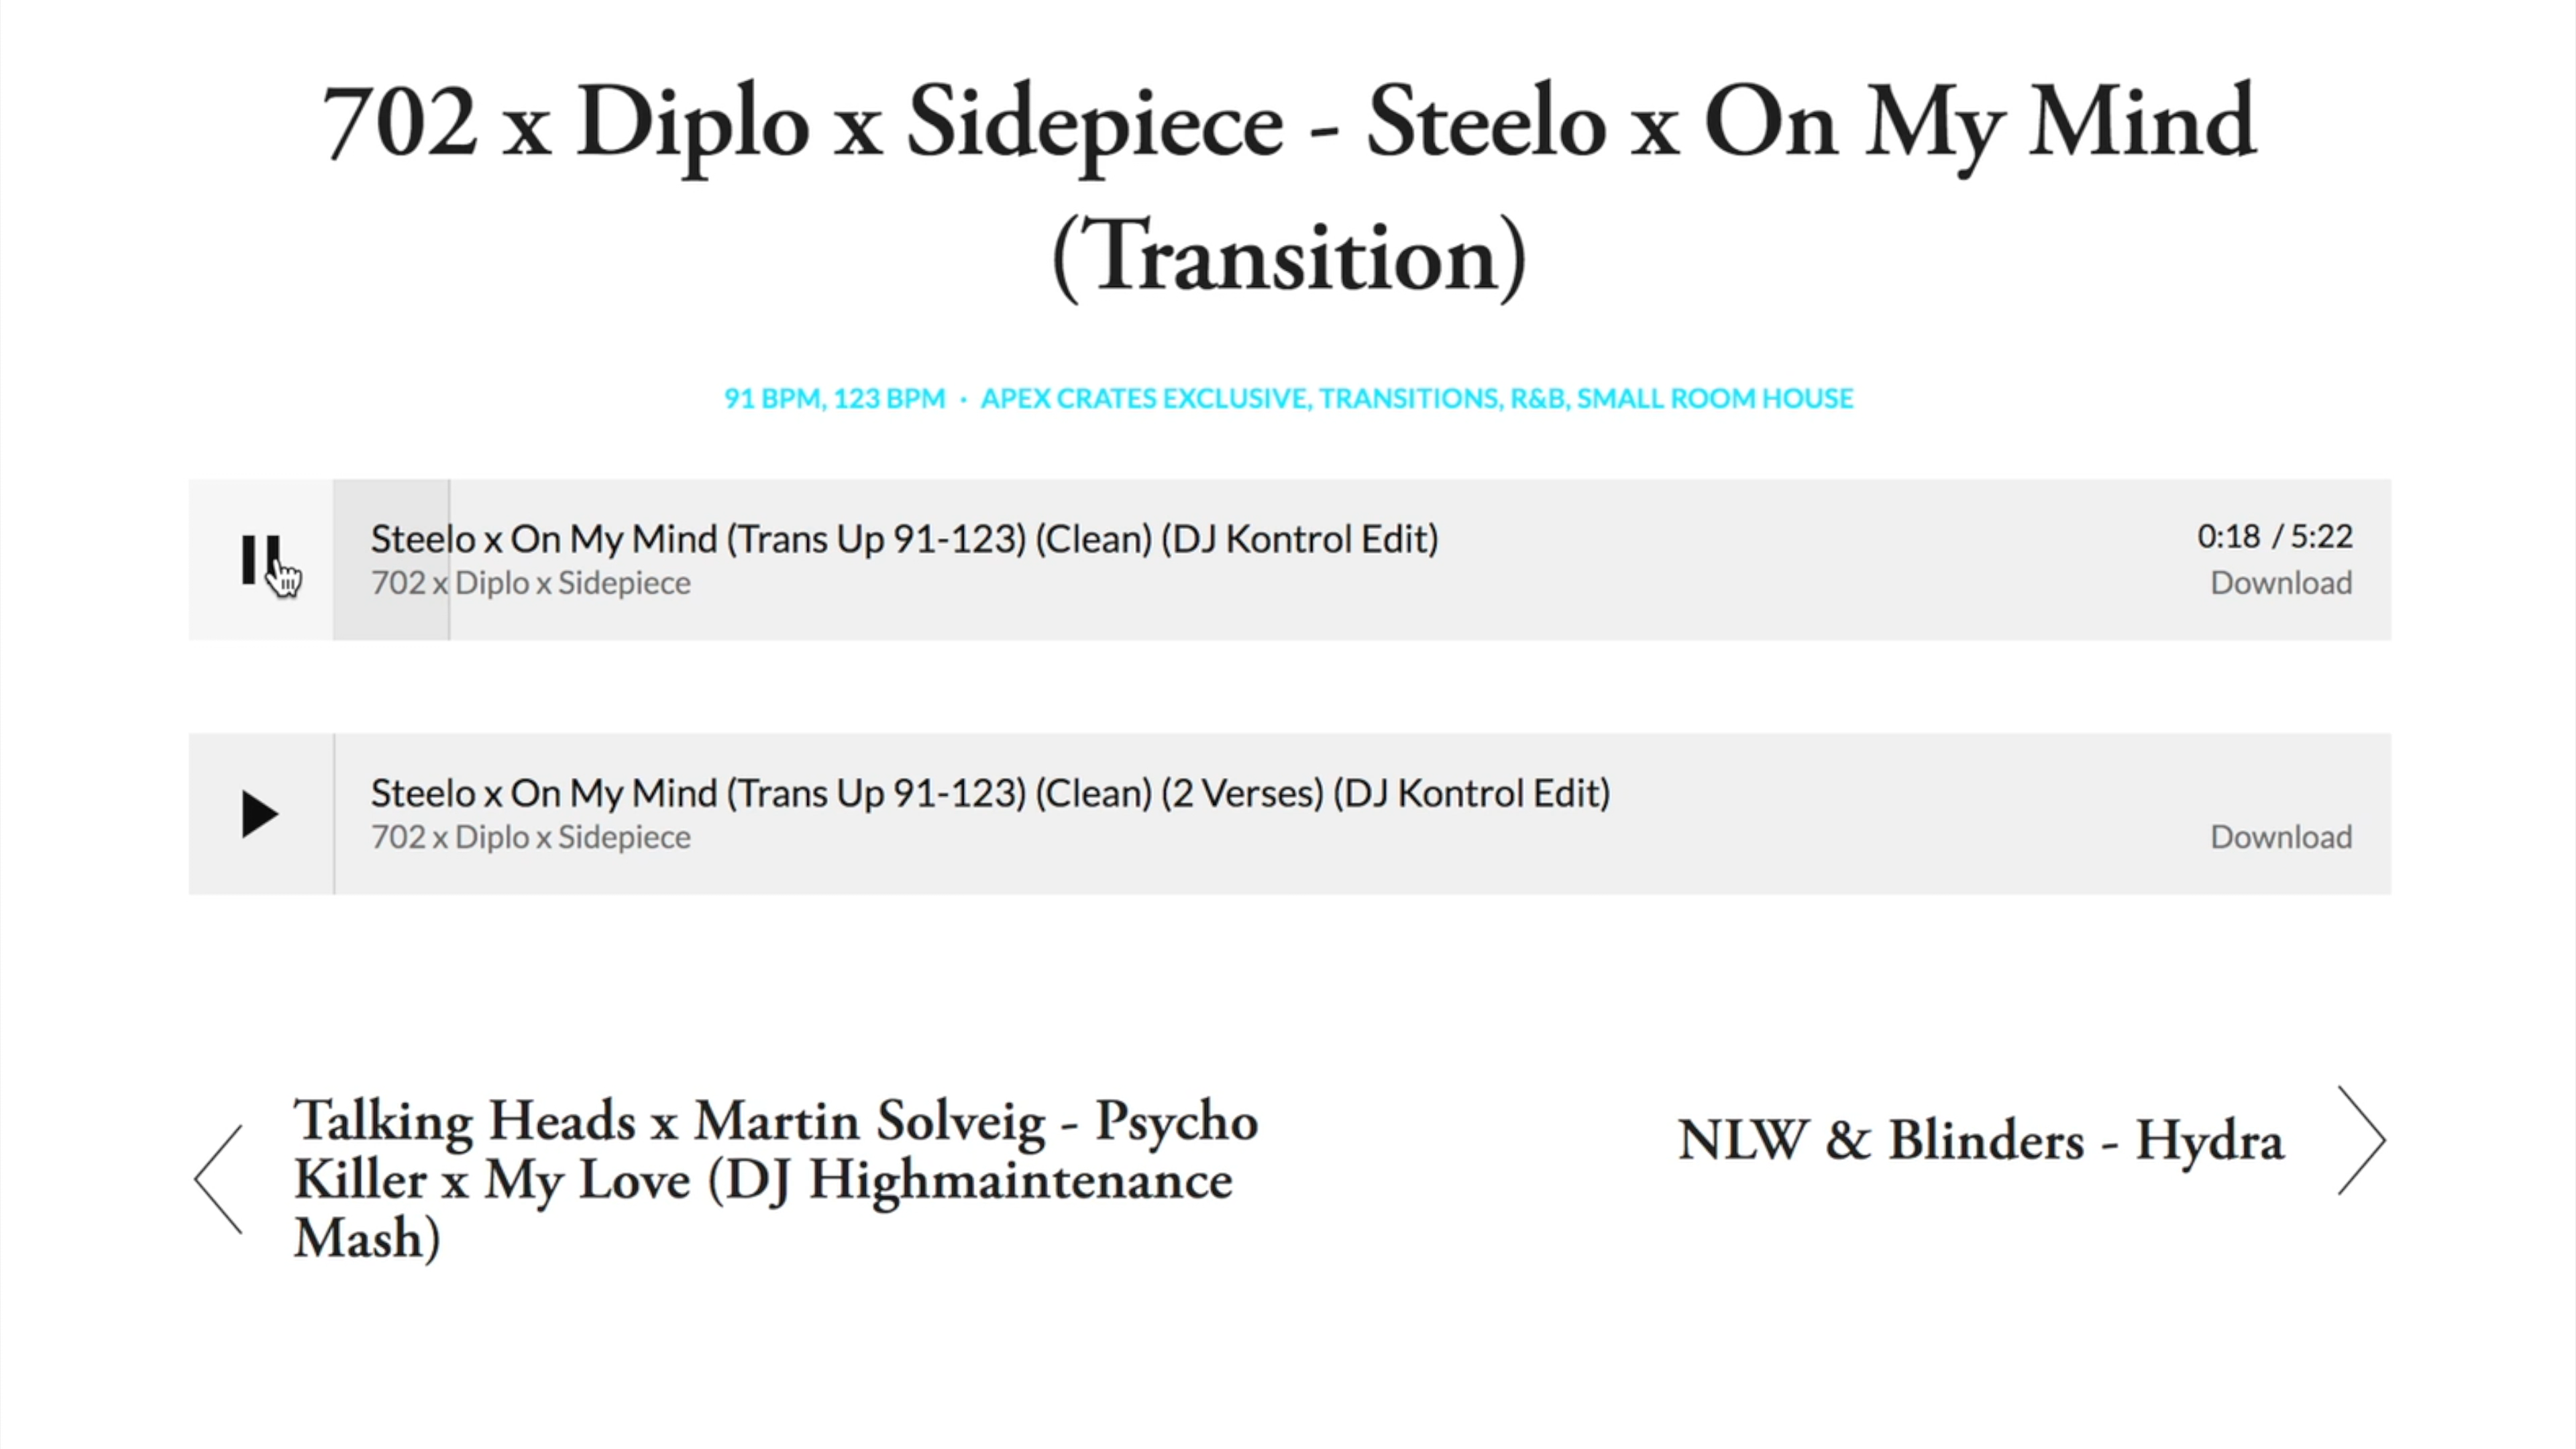 702 x Diplo x Sidepiece - Steelo x On My Mind
(Transition)
91 BPM, 123 BPM · APEX CRATES EXCLUSIVE, TRANSITIONS, R&B, SMALL ROOM HOUSE
Steelo x On My Mind (Trans Up 91-123) (Clean) (DJ Kontrol Edit)
0:18 / 5:22
702 x Diplo x Sidepiece
Download
Steelo x On My Mind (Trans Up 91-123) (Clean) (2 Verses) (DJ Kontrol Edit)
702 x Diplo x Sidepiece
Download
Talking Heads x Martin Solveig - Psycho
Killer x My Love (DJ Highmaintenance
Mash)
NLW & Blinders - Hydra